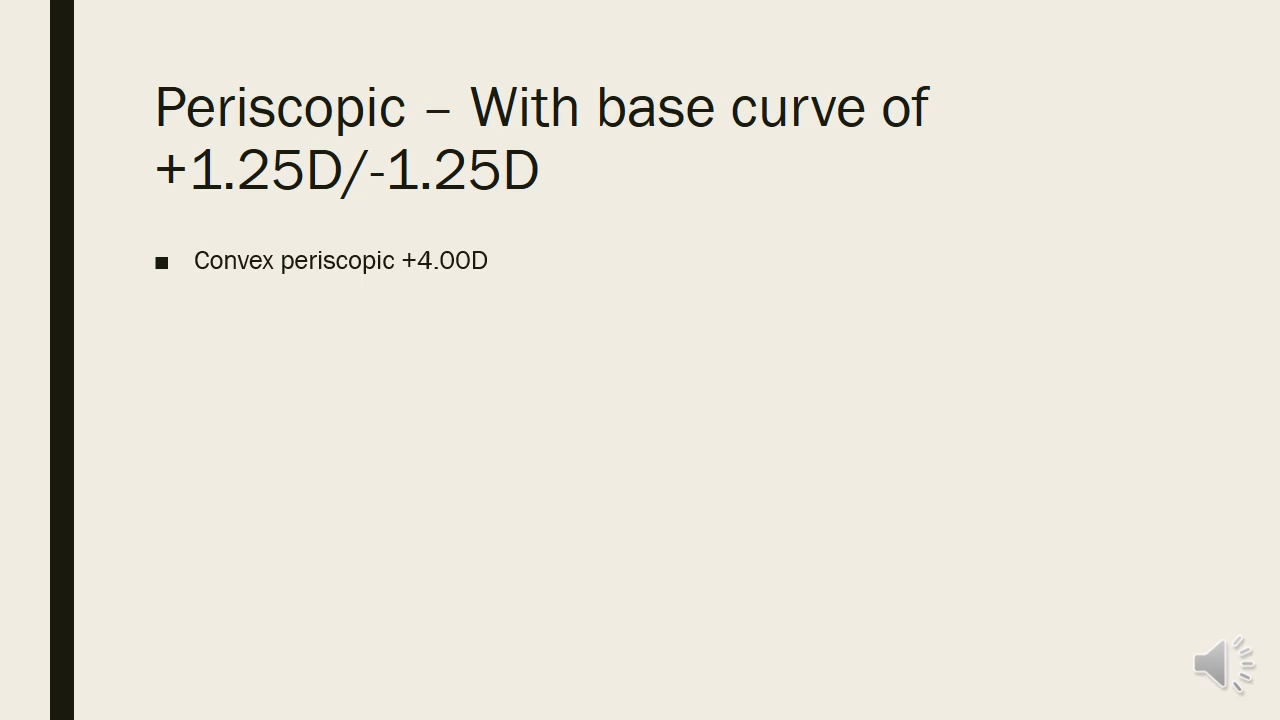 Periscopic – With base curve of
+1.25D/-1.25D
■ Convex periscopic +4.00D